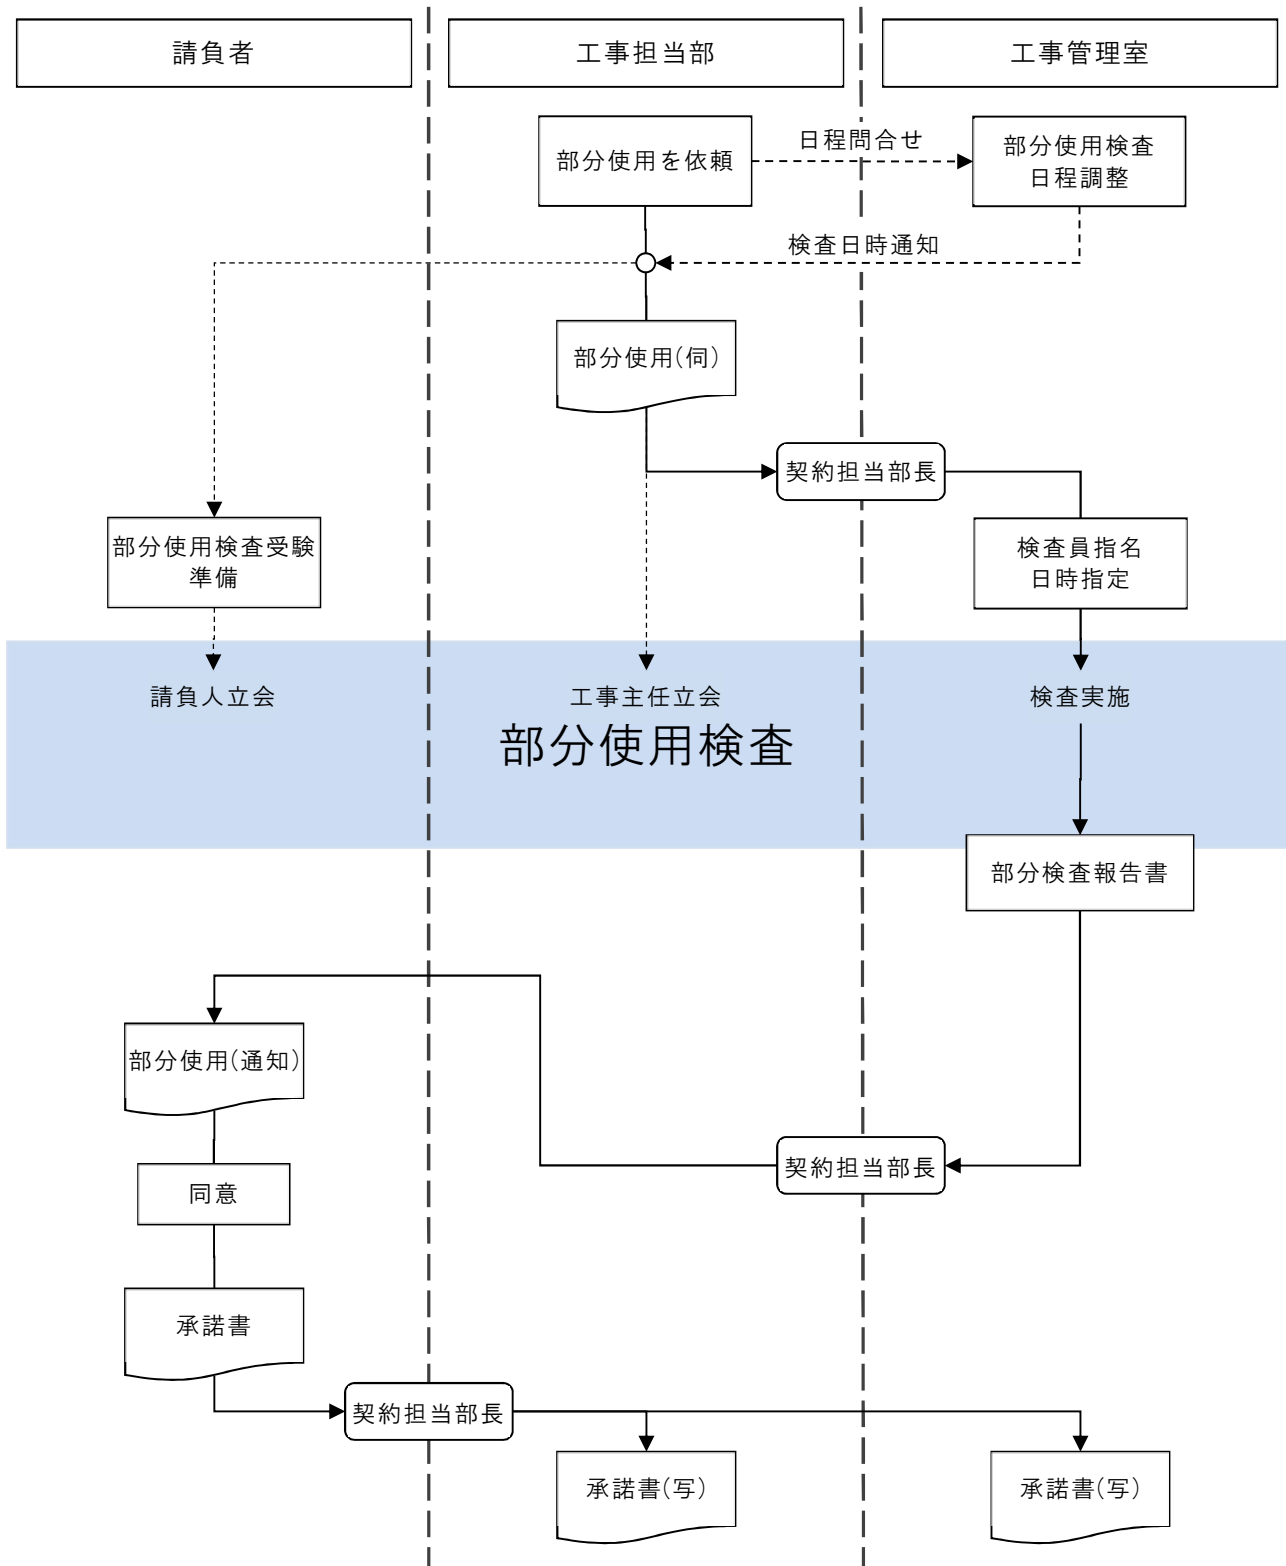 請負者
工事担当部
工事管理室
部分使用を依頼
日程問合せ
部分使用検査
日程調整
検査日時通知
部分使用(伺)
契約担当部長
部分使用検査受験
準備
検査員指名
日時指定
請負人立会
工事主任立会
検査実施
部分使用検査
部分検査報告書
部分使用(通知)
契約担当部長
同意
承諾書
契約担当部長
承諾書(写)
承諾書(写)